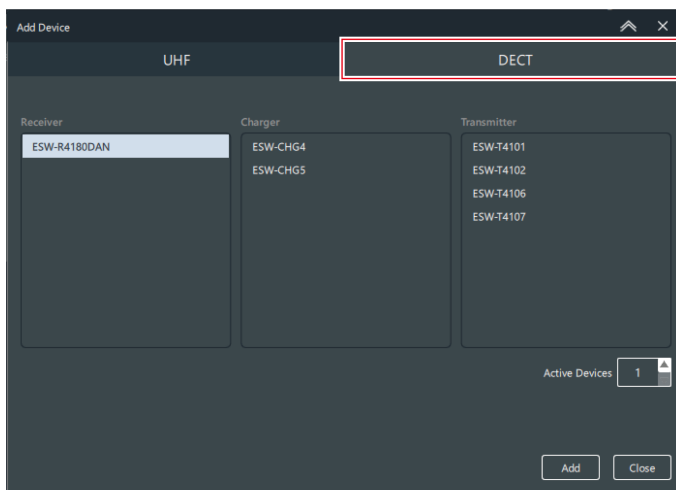 Add Device
UHF
DECT
Receiver
Charger
Transmitter
ESW-R4180DAN
ESW-CHG4
ESW-CHG5
ESW-T4101
ESW-T4102
ESW-T4106
ESW-T4107
Active Devices 1
Add
Close